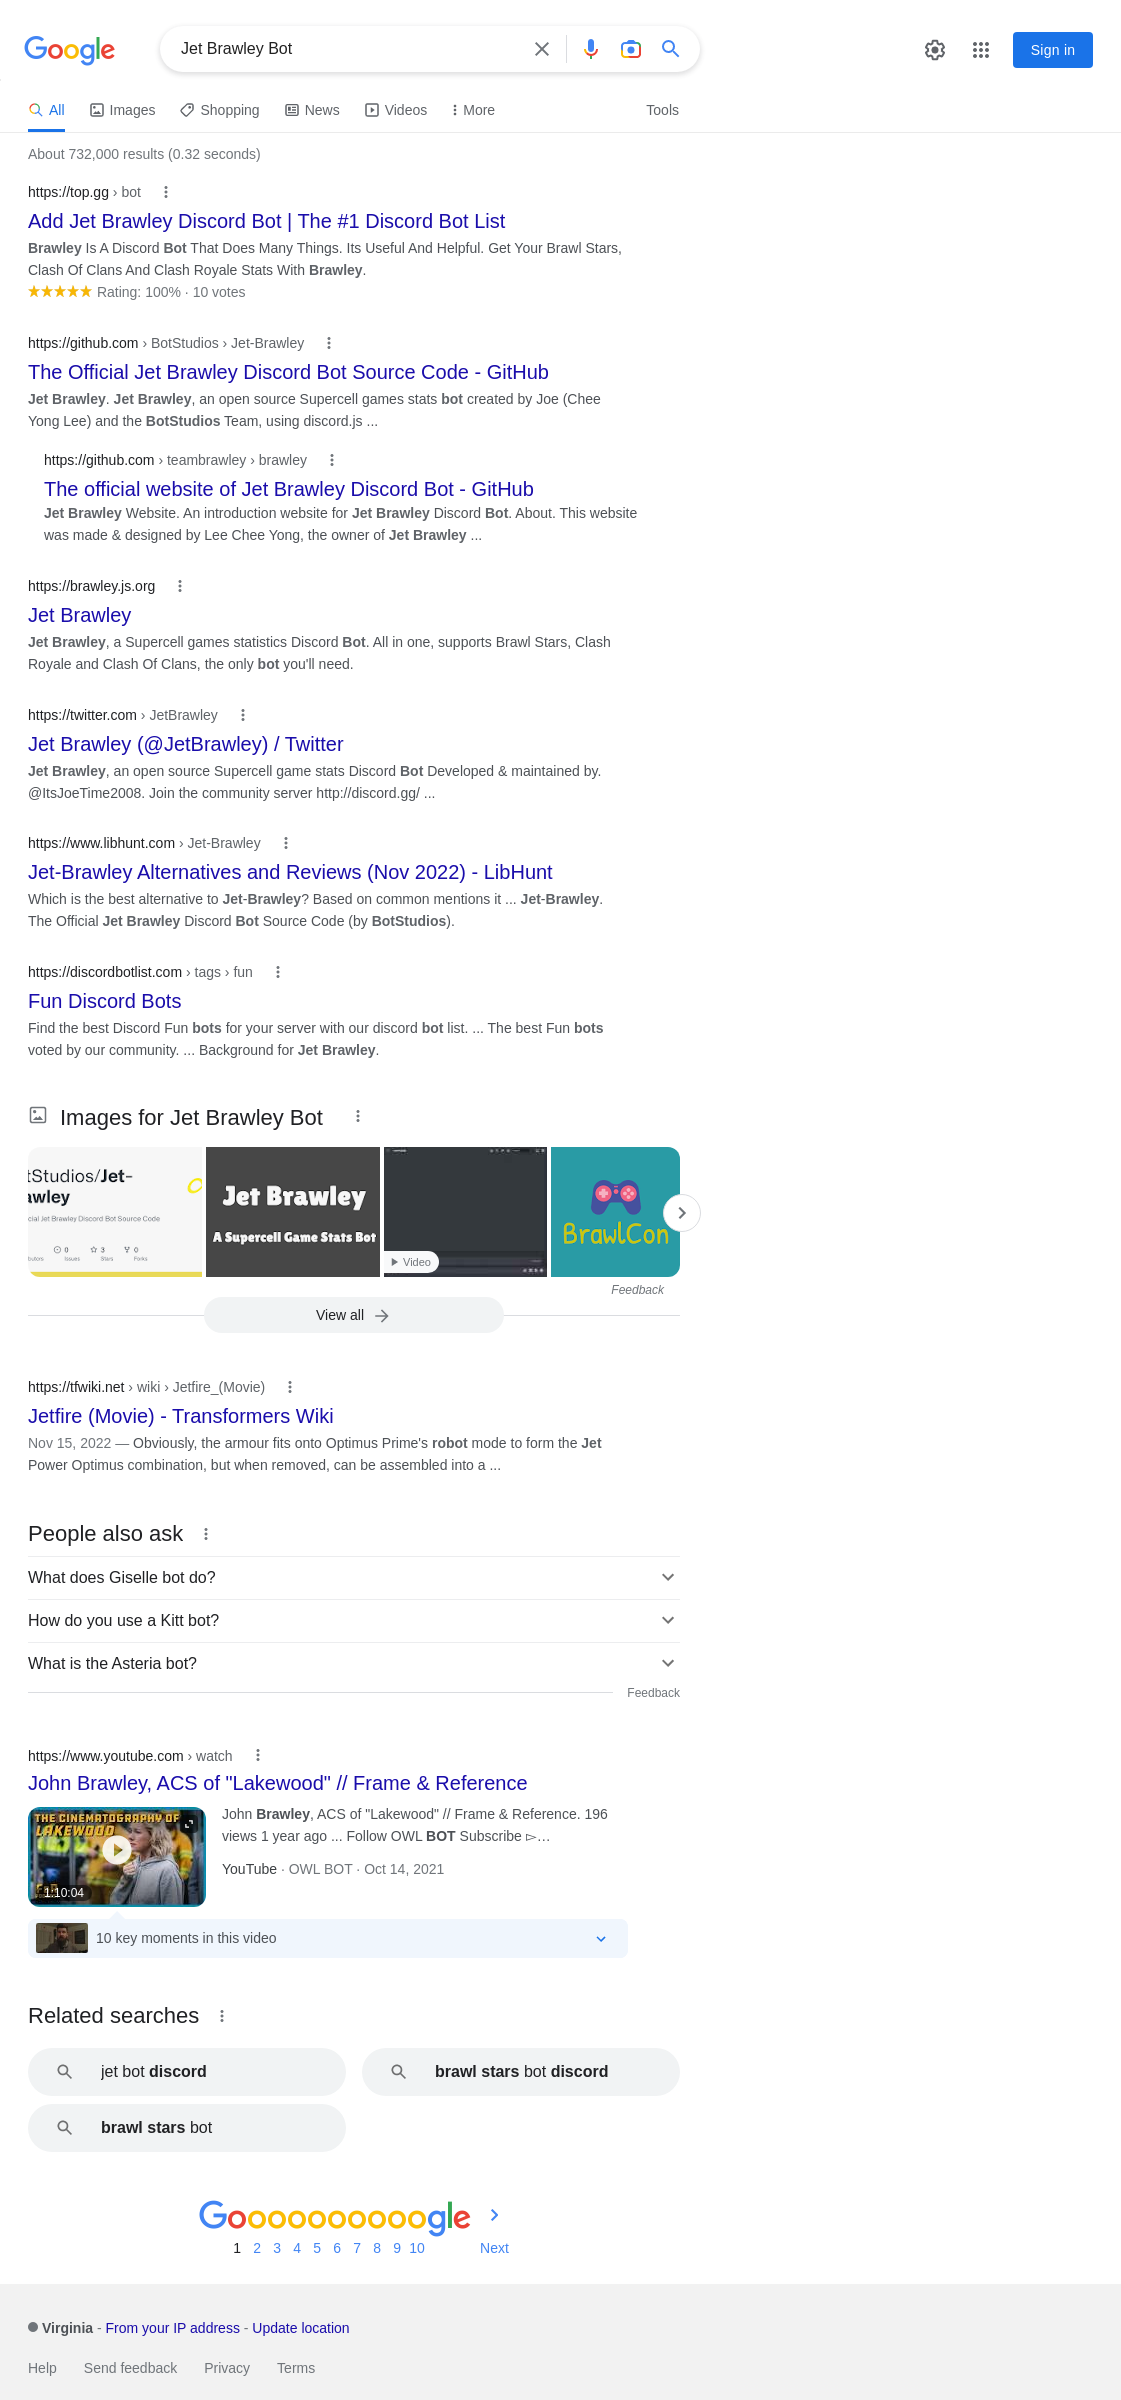 Google
Jet Brawley Bot
Sign in
All Images Shopping News Videos More Tools
About 732,000 results (0.32 seconds)
https://top.gg › bot
Add Jet Brawley Discord Bot | The #1 Discord Bot List
Brawley Is A Discord Bot That Does Many Things. Its Useful And Helpful. Get Your Brawl Stars,
Clash Of Clans And Clash Royale Stats With Brawley.
Rating: 100% · 10 votes
https://github.com › BotStudios › Jet-Brawley
The Official Jet Brawley Discord Bot Source Code - GitHub
Jet Brawley. Jet Brawley, an open source Supercell games stats bot created by Joe (Chee
Yong Lee) and the BotStudios Team, using discord.js ...
https://github.com › teambrawley › brawley
The official website of Jet Brawley Discord Bot - GitHub
Jet Brawley Website. An introduction website for Jet Brawley Discord Bot. About. This website
was made & designed by Lee Chee Yong, the owner of Jet Brawley ...
https://brawley.js.org
Jet Brawley
Jet Brawley, a Supercell games statistics Discord Bot. All in one, supports Brawl Stars, Clash
Royale and Clash Of Clans, the only bot you'll need.
https://twitter.com › JetBrawley
Jet Brawley (@JetBrawley) / Twitter
Jet Brawley, an open source Supercell game stats Discord Bot Developed & maintained by.
@ItsJoeTime2008. Join the community server http://discord.gg/ ...
https://www.libhunt.com › Jet-Brawley
Jet-Brawley Alternatives and Reviews (Nov 2022) - LibHunt
Which is the best alternative to Jet-Brawley? Based on common mentions it ... Jet-Brawley.
The Official Jet Brawley Discord Bot Source Code (by BotStudios).
https://discordbotlist.com › tags › fun
Fun Discord Bots
Find the best Discord Fun bots for your server with our discord bot list. ... The best Fun bots
voted by our community. ... Background for Jet Brawley.
Images for Jet Brawley Bot
tStudios/Jet-
awley
cial Jet Brawley Discord Bot Source Code
0 3 0
butors Issues Stars Forks
Jet Brawley
A Supercell Game Stats Bot
Video
BrawlCon
Feedback
View all
https://tfwiki.net › wiki › Jetfire_(Movie)
Jetfire (Movie) - Transformers Wiki
Nov 15, 2022 — Obviously, the armour fits onto Optimus Prime's robot mode to form the Jet
Power Optimus combination, but when removed, can be assembled into a ...
People also ask
What does Giselle bot do?
How do you use a Kitt bot?
What is the Asteria bot?
Feedback
https://www.youtube.com › watch
John Brawley, ACS of "Lakewood" // Frame & Reference
THE CINEMATOGRAPHY OF
LAKEWOOD
1:10:04
John Brawley, ACS of "Lakewood" // Frame & Reference. 196
views 1 year ago ... Follow OWL BOT Subscribe ▻…
YouTube · OWL BOT · Oct 14, 2021
10 key moments in this video
Related searches
jet bot discord
brawl stars bot discord
brawl stars bot
Goooooooooogle
1 2 3 4 5 6 7 8 9 10 Next
Virginia - From your IP address - Update location
Help Send feedback Privacy Terms